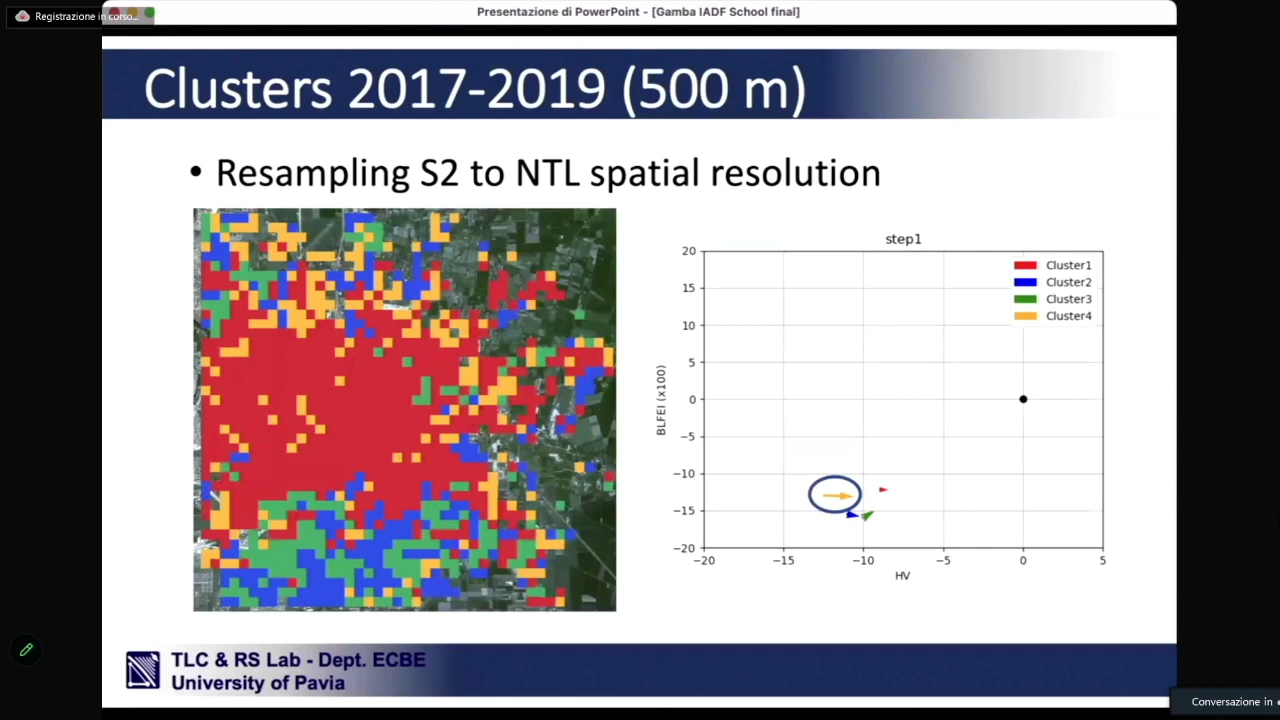 Registrazione in corso...
Presentazione di PowerPoint - [Gamba IADF School final]
Clusters 2017-2019 (500 m)
• Resampling S2 to NTL spatial resolution
step1
Cluster1
Cluster2
Cluster3
Cluster4
20
15
10
5
0
−5
−10
−15
−20
BLFEI (x100)
−20 −15 −10 −5 0 5
HV
TLC & RS Lab - Dept. ECBE
University of Pavia
Conversazione in